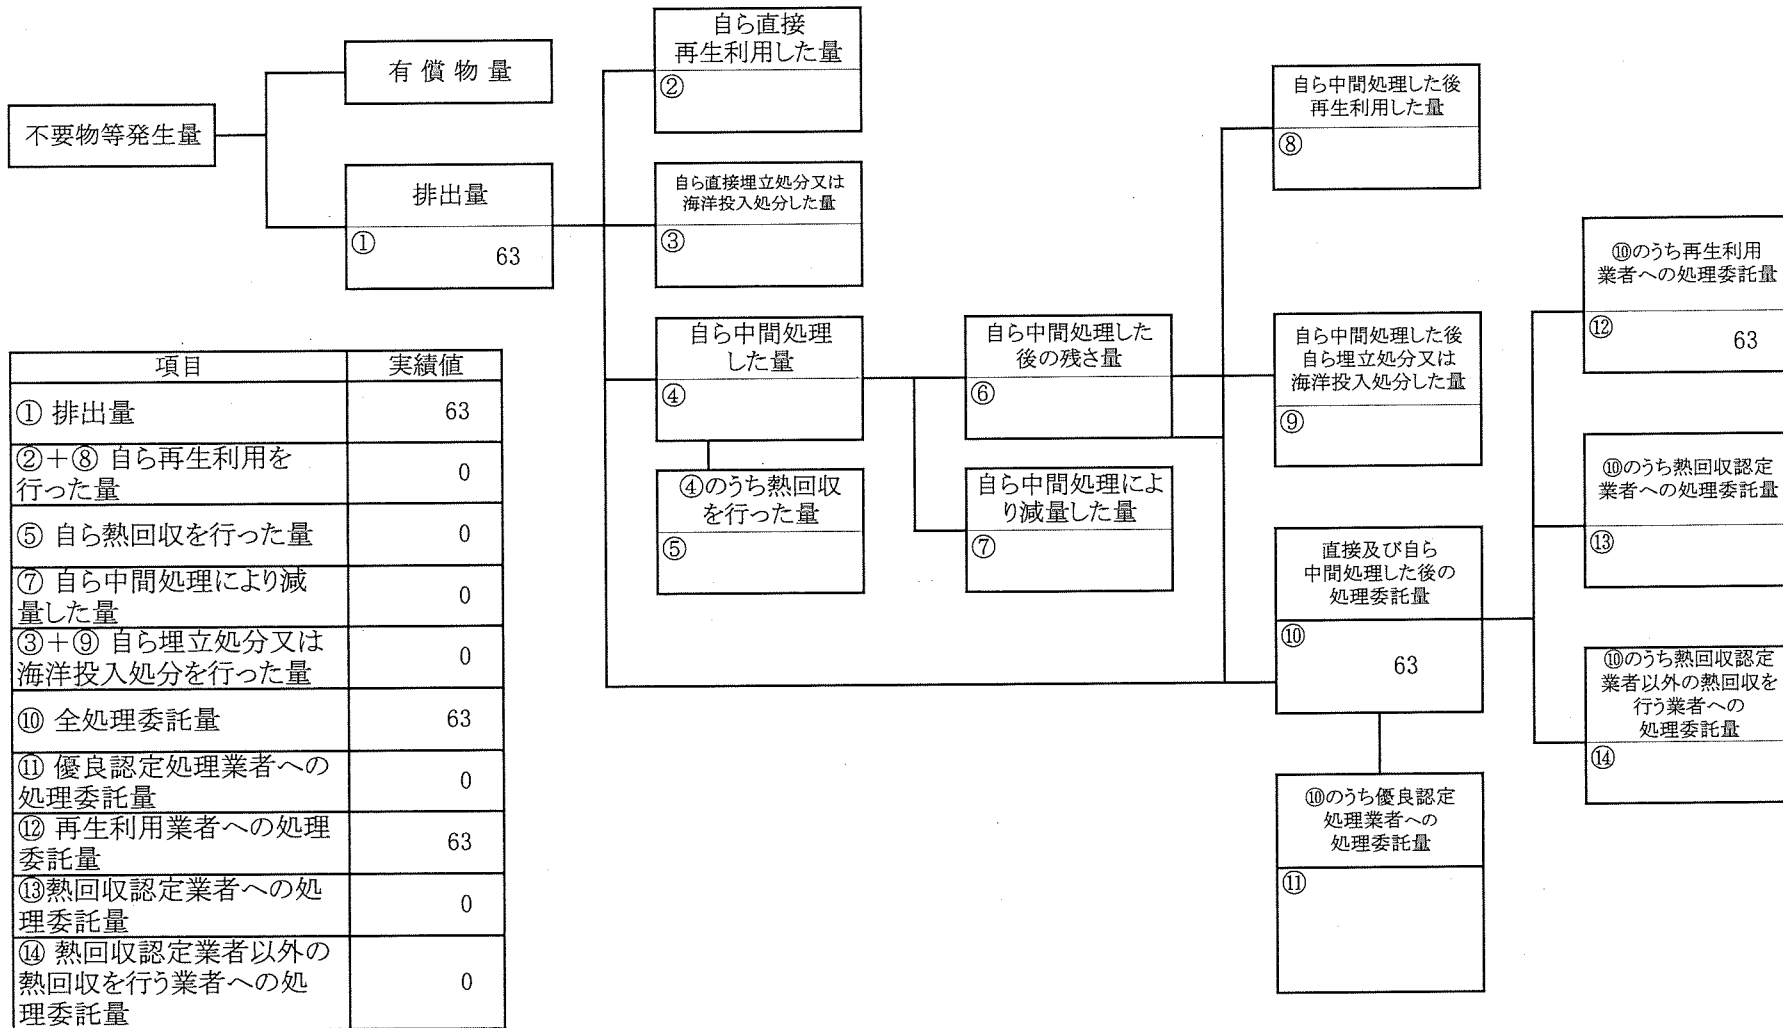 不要物等発生量
有償物量
排出量
①
63
自ら直接
再生利用した量
②
自ら直接埋立処分又は
海洋投入処分した量
③
自ら中間処理
した量
④
④のうち熱回収
を行った量
⑤
自ら中間処理した
後の残さ量
⑥
自ら中間処理によ
り減量した量
⑦
自ら中間処理した後
再生利用した量
⑧
自ら中間処理した後
自ら埋立処分又は
海洋投入処分した量
⑨
直接及び自ら
中間処理した後の
処理委託量
⑩
63
⑩のうち優良認定
処理業者への
処理委託量
⑪
⑩のうち再生利用
業者への処理委託量
⑫
63
⑩のうち熱回収認定
業者への処理委託量
⑬
⑩のうち熱回収認定
業者以外の熱回収を
行う業者への
処理委託量
⑭
項目 実績値
① 排出量 63
②+⑧ 自ら再生利用を
行った量 0
⑤ 自ら熱回収を行った量 0
⑦ 自ら中間処理により減
量した量 0
③+⑨ 自ら埋立処分又は
海洋投入処分を行った量 0
⑩ 全処理委託量 63
⑪ 優良認定処理業者への
処理委託量 0
⑫ 再生利用業者への処理
委託量 63
⑬熱回収認定業者への処
理委託量 0
⑭ 熱回収認定業者以外の
熱回収を行う業者への処
理委託量 0